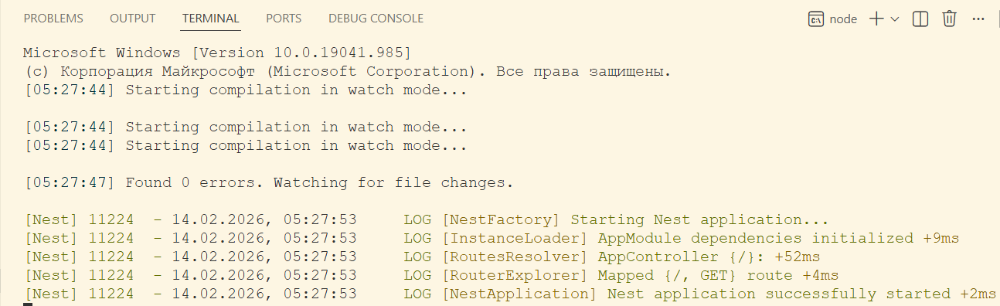 PROBLEMS OUTPUT TERMINAL PORTS DEBUG CONSOLE node
Microsoft Windows [Version 10.0.19041.985]
(c) Корпорация Майкрософт (Microsoft Corporation). Все права защищены.
[05:27:44] Starting compilation in watch mode...
[05:27:44] Starting compilation in watch mode...
[05:27:44] Starting compilation in watch mode...
[05:27:47] Found 0 errors. Watching for file changes.
[Nest] 11224  - 14.02.2026, 05:27:53     LOG [NestFactory] Starting Nest application...
[Nest] 11224  - 14.02.2026, 05:27:53     LOG [InstanceLoader] AppModule dependencies initialized +9ms
[Nest] 11224  - 14.02.2026, 05:27:53     LOG [RoutesResolver] AppController {/}: +52ms
[Nest] 11224  - 14.02.2026, 05:27:53     LOG [RouterExplorer] Mapped {/, GET} route +4ms
[Nest] 11224  - 14.02.2026, 05:27:53     LOG [NestApplication] Nest application successfully started +2ms